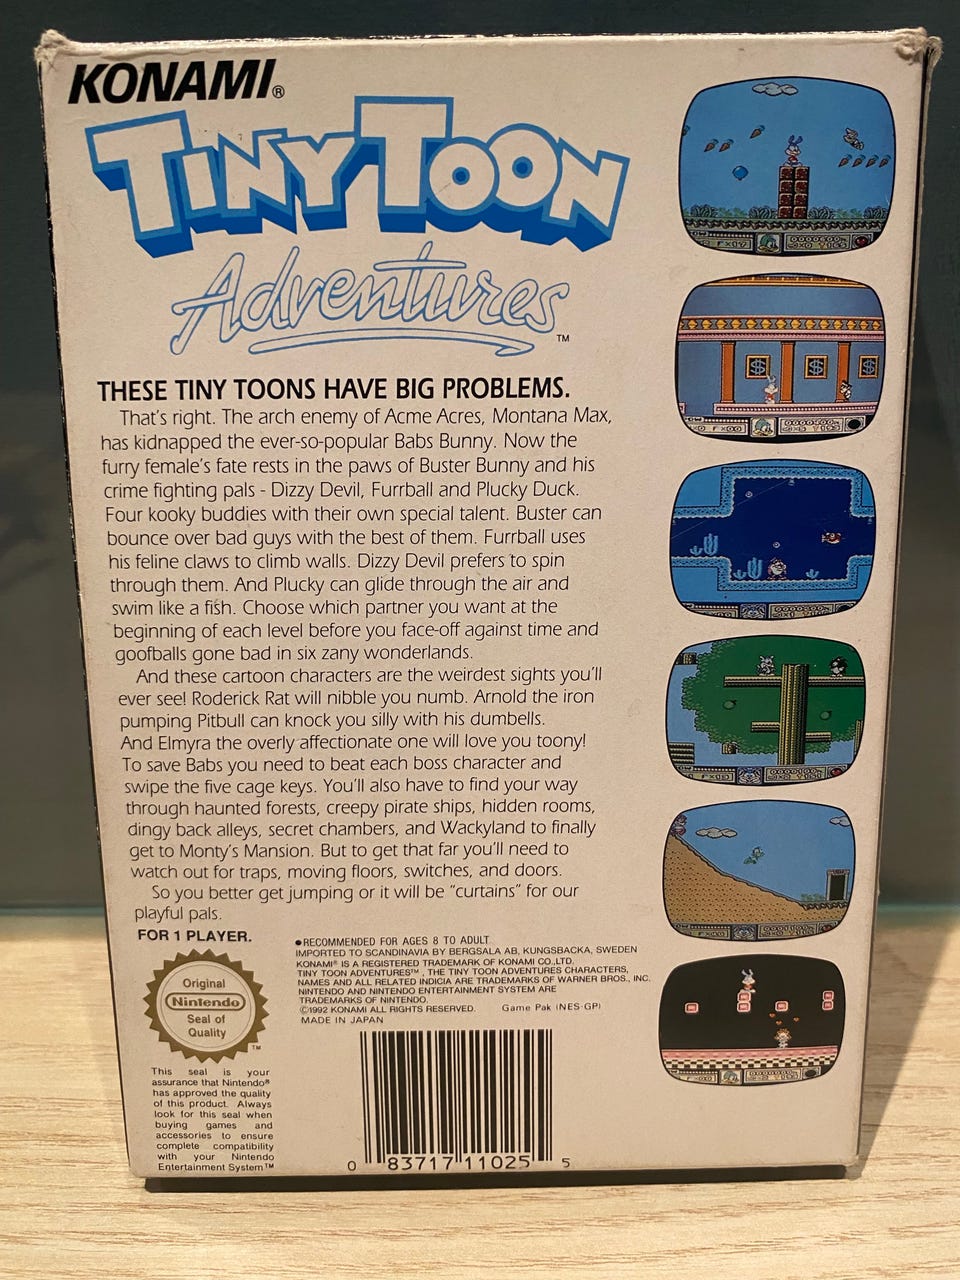 KONAMI®
TINY TOON
Adventures™
THESE TINY TOONS HAVE BIG PROBLEMS.
That's right. The arch enemy of Acme Acres, Montana Max,
has kidnapped the ever-so-popular Babs Bunny. Now the
furry female's fate rests in the paws of Buster Bunny and his
crime fighting pals - Dizzy Devil, Furrball and Plucky Duck.
Four kooky buddies with their own special talent. Buster can
bounce over bad guys with the best of them. Furrball uses
his feline claws to climb walls. Dizzy Devil prefers to spin
through them. And Plucky can glide through the air and
swim like a fish. Choose which partner you want at the
beginning of each level before you face-off against time and
goofballs gone bad in six zany wonderlands.
And these cartoon characters are the weirdest sights you'll
ever see! Roderick Rat will nibble you numb. Arnold the iron
pumping Pitbull can knock you silly with his dumbells.
And Elmyra the overly affectionate one will love you toony!
To save Babs you need to beat each boss character and
swipe the five cage keys. You'll also have to find your way
through haunted forests, creepy pirate ships, hidden rooms,
dingy back alleys, secret chambers, and Wackyland to finally
get to Monty's Mansion. But to get that far you'll need to
watch out for traps, moving floors, switches, and doors.
So you better get jumping or it will be "curtains" for our
playful pals.
FOR 1 PLAYER.
●RECOMMENDED FOR AGES 8 TO ADULT.
IMPORTED TO SCANDINAVIA BY BERGSALA AB, KUNGSBACKA, SWEDEN
KONAMI® IS A REGISTERED TRADEMARK OF KONAMI CO.,LTD.
TINY TOON ADVENTURES™, THE TINY TOON ADVENTURES CHARACTERS,
NAMES AND ALL RELATED INDICIA ARE TRADEMARKS OF WARNER BROS., INC.
NINTENDO AND NINTENDO ENTERTAINMENT SYSTEM ARE
TRADEMARKS OF NINTENDO.
©1992 KONAMI ALL RIGHTS RESERVED. Game Pak (NES-GP)
MADE IN JAPAN
Original
Nintendo
Seal of
Quality
™
This seal is your
assurance that Nintendo®
has approved the quality
of this product. Always
look for this seal when
buying games and
accessories to ensure
complete compatibility
with your Nintendo
Entertainment System™
0 83717 11025 5
$ $ $